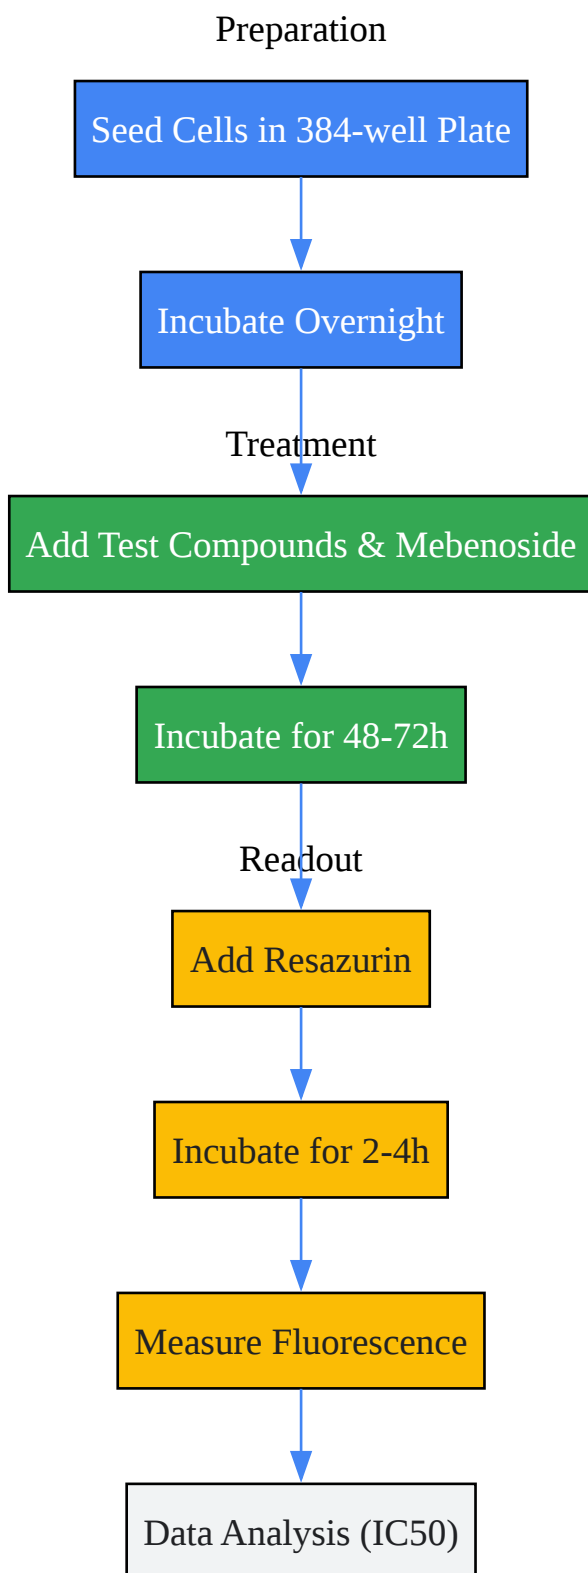 Preparation
Seed Cells in 384-well Plate
Incubate Overnight
Treatment
Add Test Compounds & Mebenoside
Incubate for 48-72h
Readout
Add Resazurin
Incubate for 2-4h
Measure Fluorescence
Data Analysis (IC50)